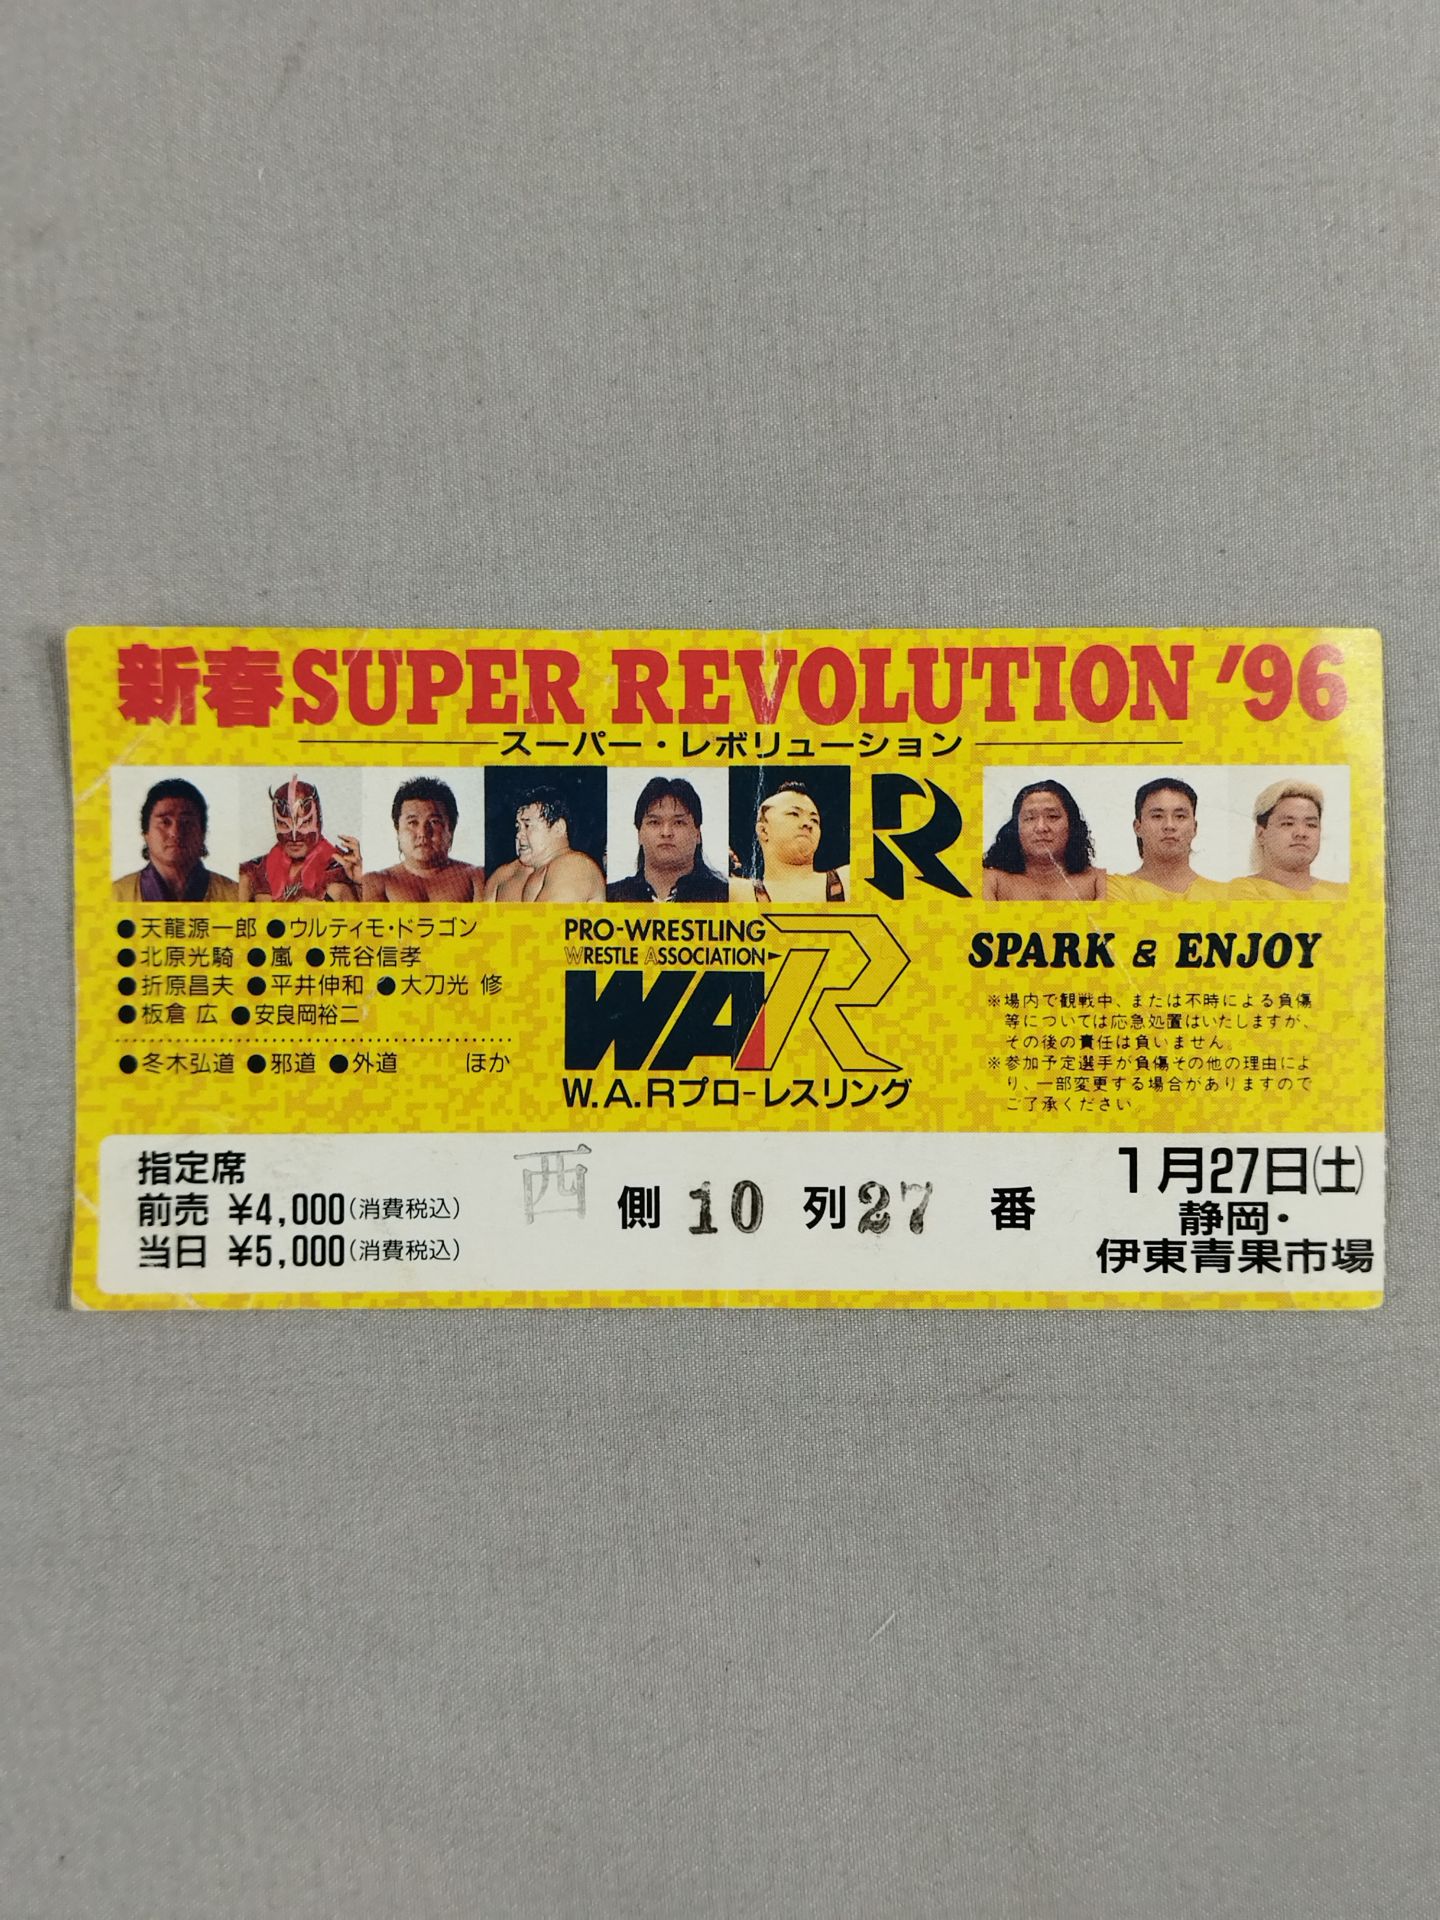 新春SUPER REVOLUTION '96
スーパー・レボリューション
R
●天龍源一郎 ●ウルティモ・ドラゴン
●北原光騎 ●嵐 ●荒谷信孝
●折原昌夫 ●平井伸和 ●大刀光 修
●板倉 広 ●安良岡裕二
●冬木弘道 ●邪道 ●外道 ほか
PRO-WRESTLING
WRESTLE ASSOCIATION
WAR
W.A.Rプロ-レスリング
SPARK & ENJOY
※場内で観戦中、または不時による負傷
等については応急処置はいたしますが、
その後の責任は負いません。
※参加予定選手が負傷その他の理由によ
り、一部変更する場合がありますので
ご了承ください。
指定席
前売 ¥4,000(消費税込)
当日 ¥5,000(消費税込)
西 側 10 列 27 番
1月27日(土)
静岡・
伊東青果市場